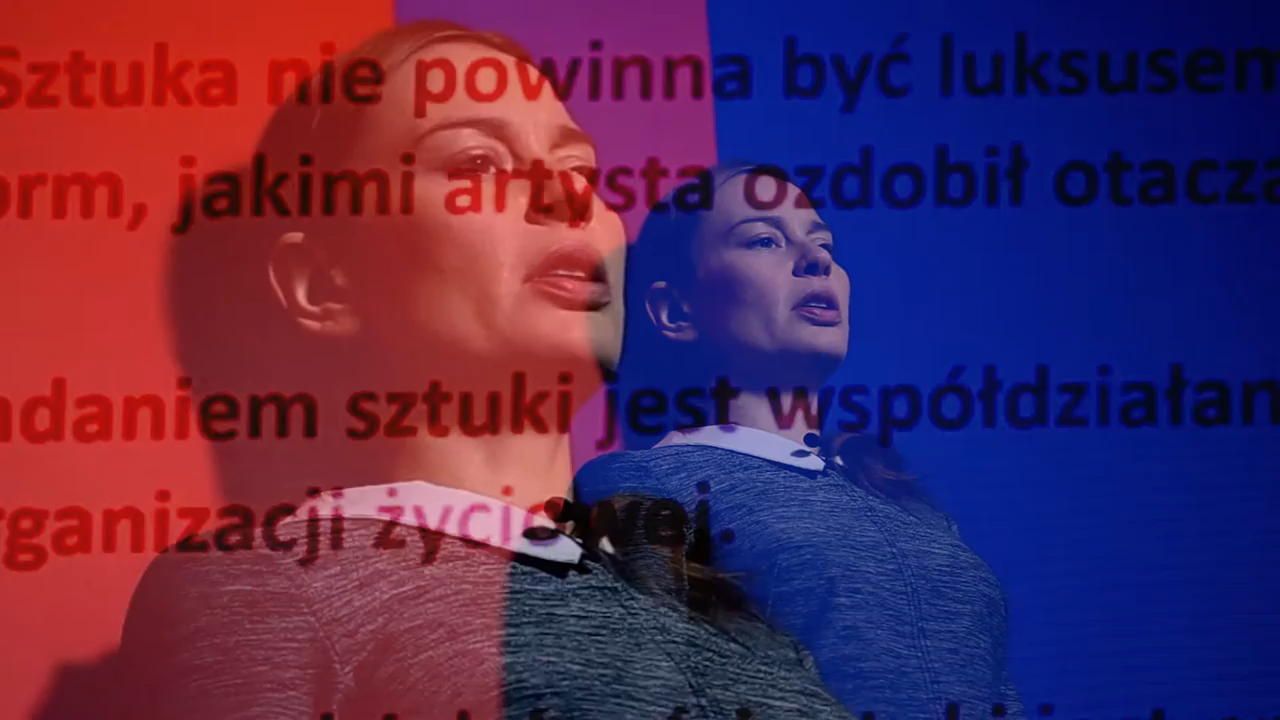 Sztuka nie powinna być luksusem
orm, jakimi artysta ozdobił otacza
adaniem sztuki jest współdziałan
rganizacji życiowej.